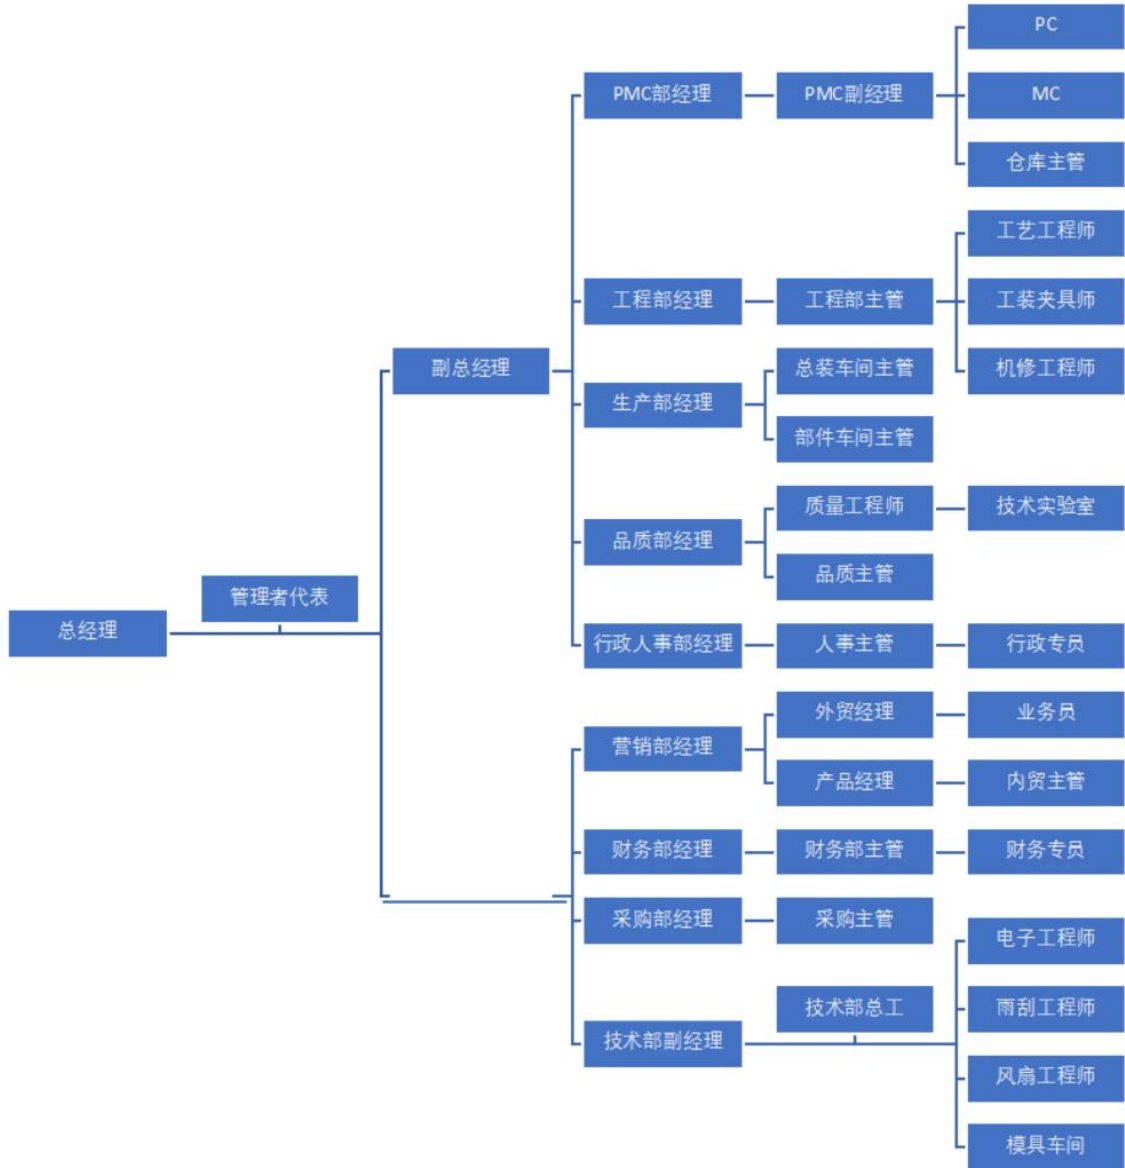 PC
PMC部经理
PMC副经理
MC
仓库主管
工艺工程师
工程部经理
工程部主管
工装夹具师
副总经理
总装车间主管
机修工程师
生产部经理
部件车间主管
质量工程师
技术实验室
品质部经理
品质主管
管理者代表
总经理
行政人事部经理
人事主管
行政专员
外贸经理
业务员
营销部经理
产品经理
内贸主管
财务部经理
财务部主管
财务专员
采购部经理
采购主管
电子工程师
技术部总工
雨刮工程师
技术部副经理
风扇工程师
模具车间